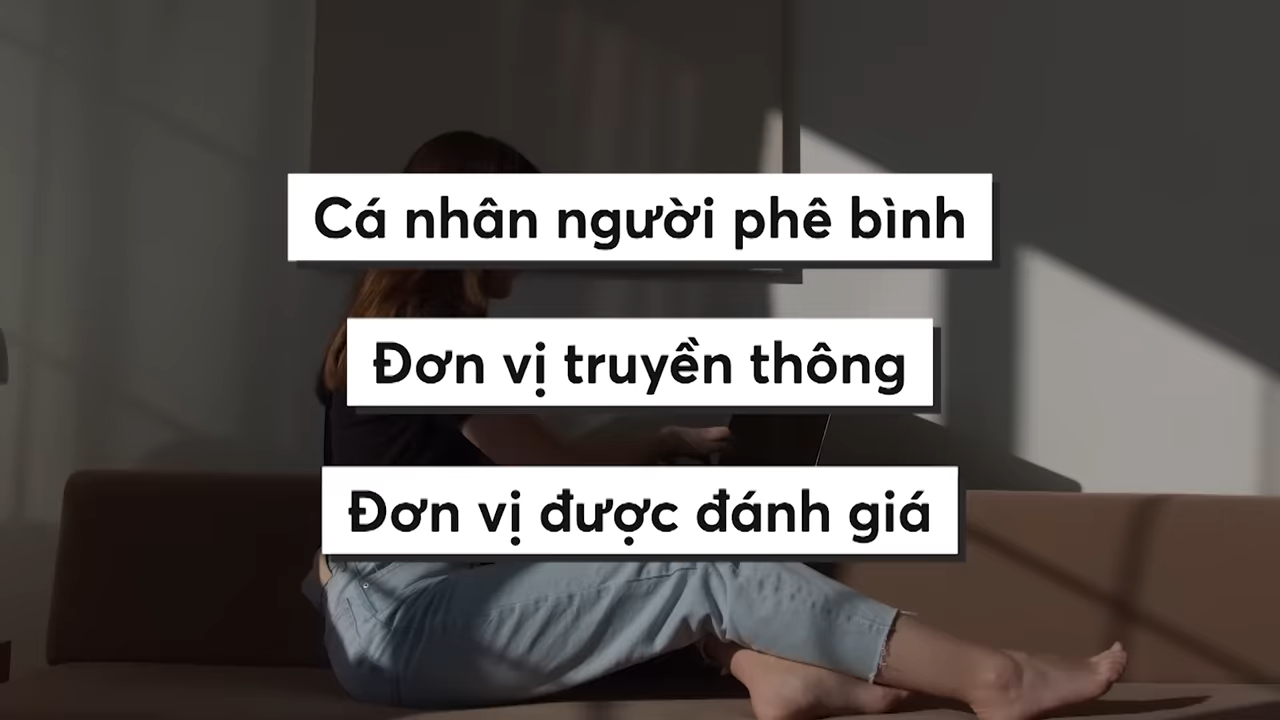 Cá nhân người phê bình
Đơn vị truyền thông
Đơn vị được đánh giá